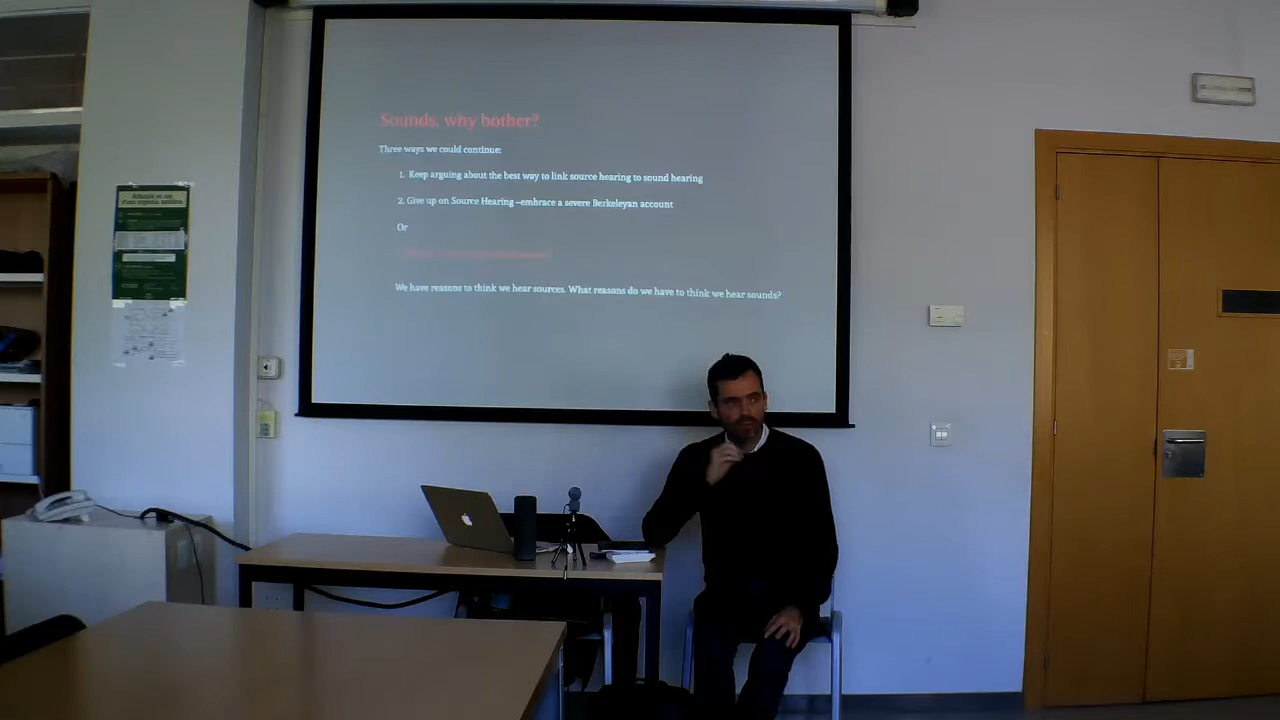 Sounds, why bother?
Three ways we could continue:
1. Keep arguing about the best way to link source hearing to sound hearing
2. Give up on Source Hearing –embrace a severe Berkeleyan account
Or
We have reasons to think we hear sources. What reasons do we have to think we hear sounds?